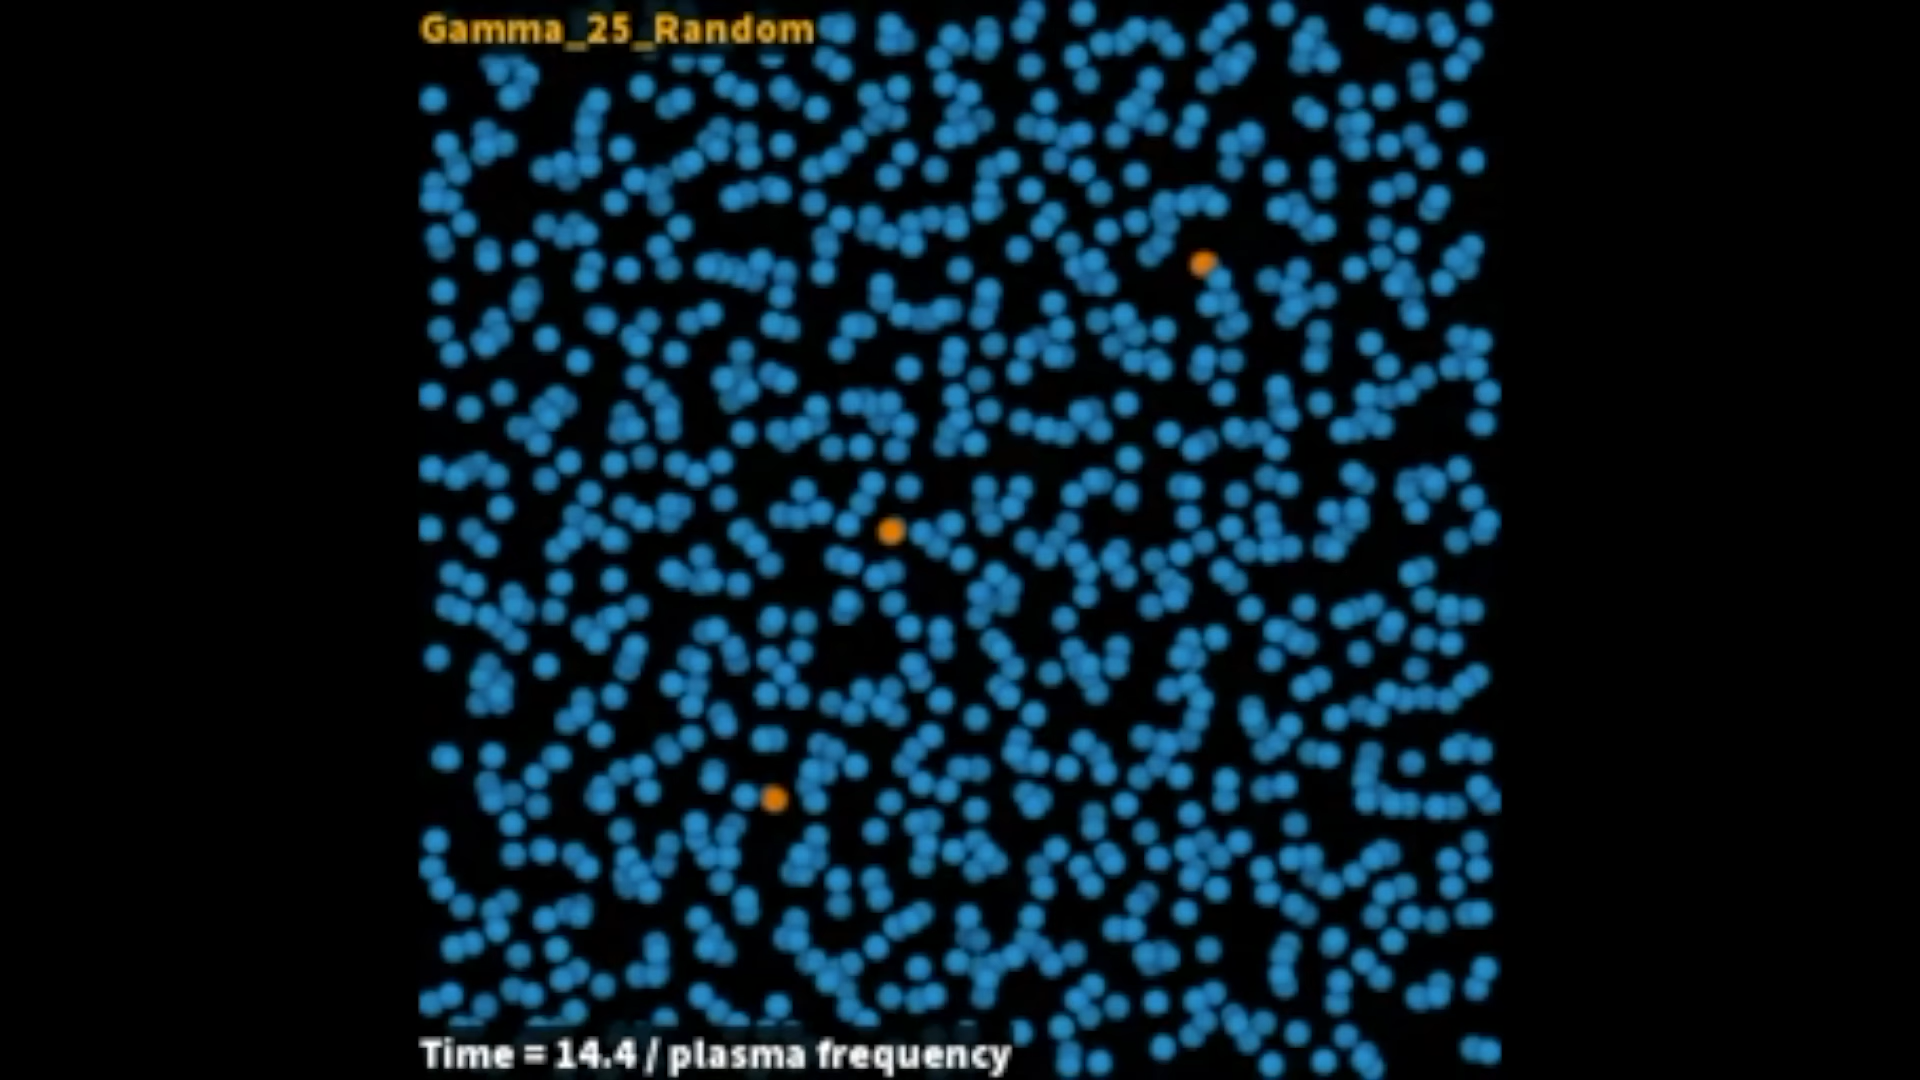 Gamma_25_Random
Time = 14.4 / plasma frequency